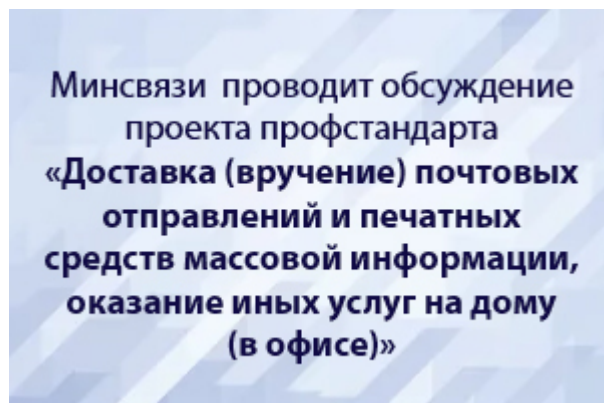 Минсвязи проводит обсуждение
проекта профстандарта
«Доставка (вручение) почтовых
отправлений и печатных
средств массовой информации,
оказание иных услуг на дому
(в офисе)»